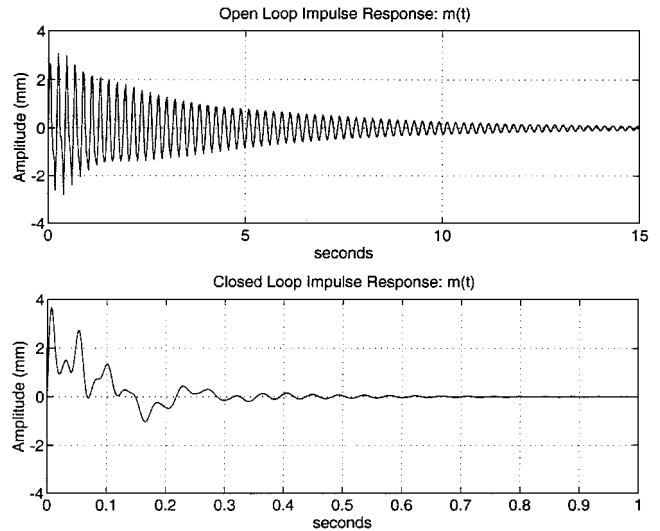 Open Loop Impulse Response: m(t)
4
2
0
-2
-4
Amplitude (mm)
0 5 10 15
seconds
Closed Loop Impulse Response: m(t)
4
2
0
-2
-4
Amplitude (mm)
0 0.1 0.2 0.3 0.4 0.5 0.6 0.7 0.8 0.9 1
seconds